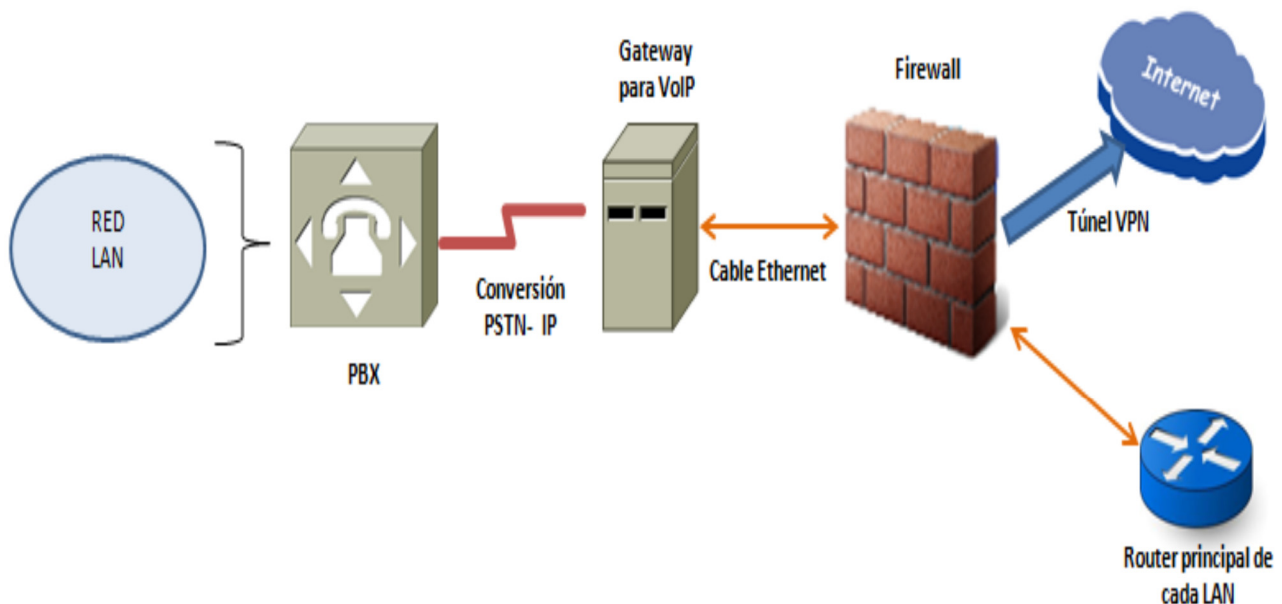 RED
LAN
PBX
Conversión
PSTN- IP
Gateway
para VoIP
Cable Ethernet
Firewall
Internet
Túnel VPN
Router principal de
cada LAN